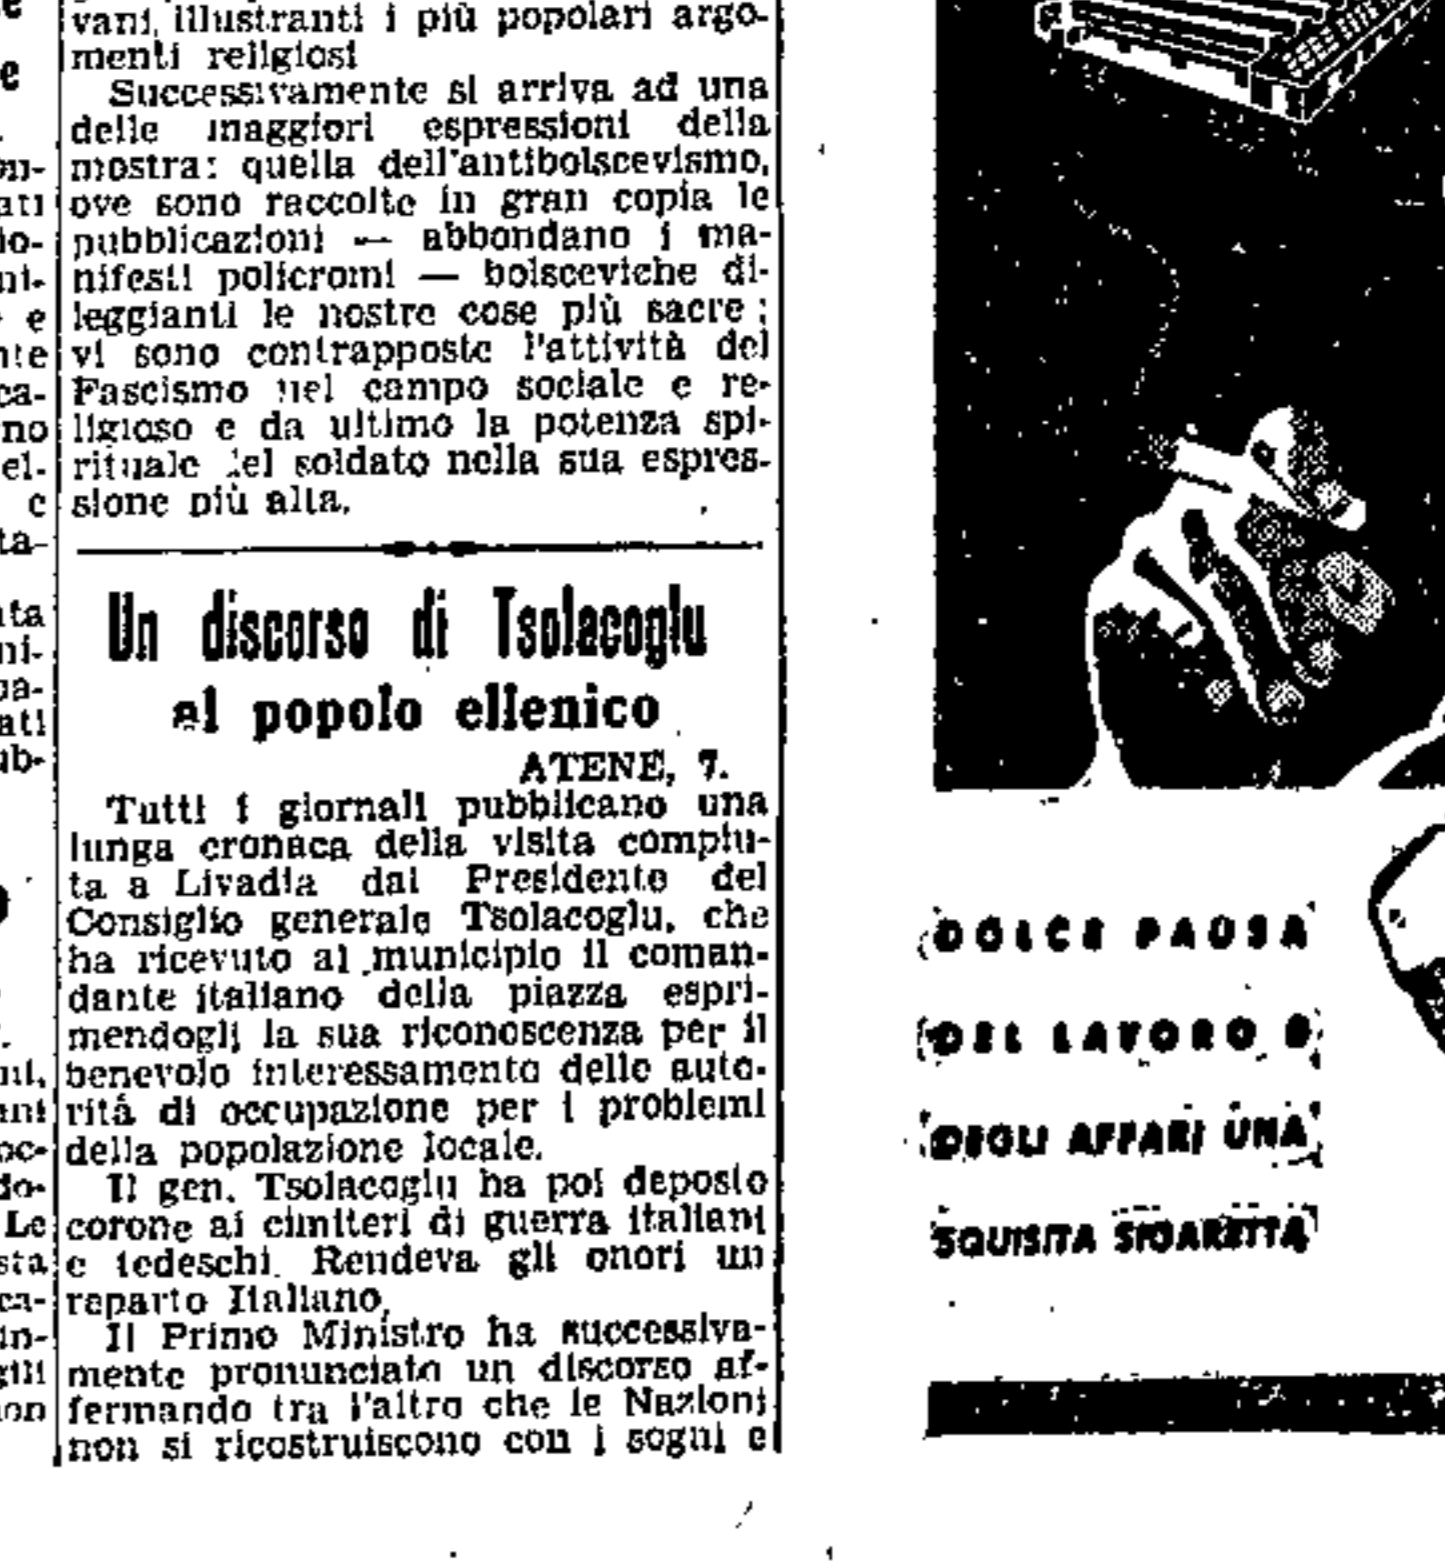 vani, illustranti i più popolari argo-
menti religiosi
Successivamente si arriva ad una
delle maggiori espressioni della
mostra: quella dell'antibolscevismo,
ove sono raccolte in gran copia le
pubblicazioni — abbondano i ma-
nifesti policromi — bolsceviche di-
leggianti le nostre cose più sacre;
vi sono contrapposte l'attività del
Fascismo nel campo sociale e re-
ligioso e da ultimo la potenza spi-
rituale del soldato nella sua espres-
sione più alta.
Un discorso di Tsolacoglu
al popolo ellenico
ATENE, 7.
Tutti i giornali pubblicano una
lunga cronaca della visita compiu-
ta a Livadia dal Presidente del
Consiglio generale Tsolacoglu, che
ha ricevuto al municipio il coman-
dante italiano della piazza espri-
mendogli la sua riconoscenza per il
benevolo interessamento delle auto-
rità di occupazione per i problemi
della popolazione locale.
Il gen. Tsolacoglu ha poi deposto
corone ai cimiteri di guerra italiani
e tedeschi. Rendeva gli onori un
reparto italiano.
Il Primo Ministro ha successiva-
mente pronunciato un discorso af-
fermando tra l'altro che le Nazioni
non si ricostruiscono con i sogni e
DOLCE PAUSA
DEL LAVORO O
DEGLI AFFARI UNA
SQUISITA SIGARETTA